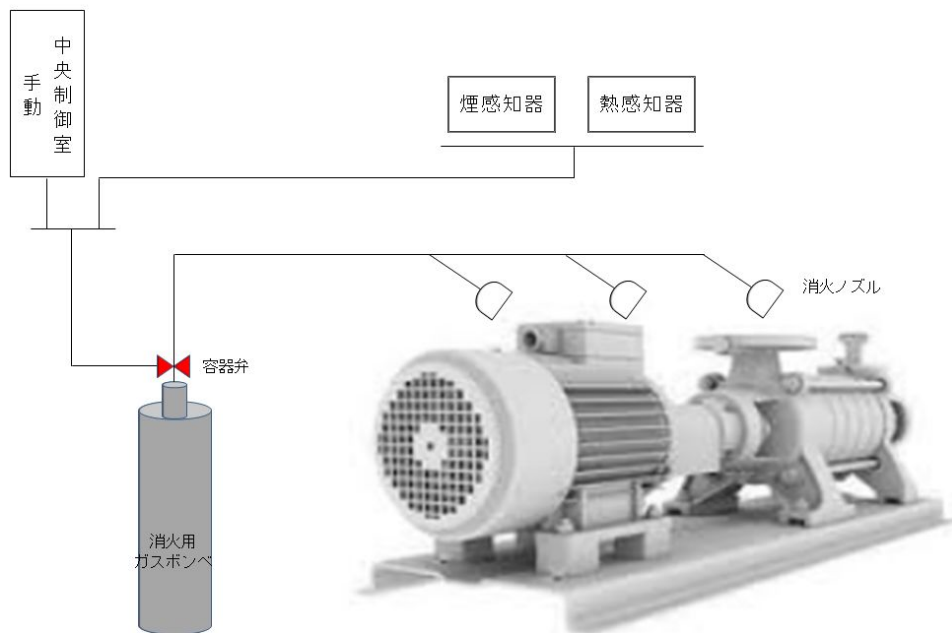 中央制御室
手動
煙感知器
熱感知器
消火ノズル
容器弁
消火用
ガスボンベ